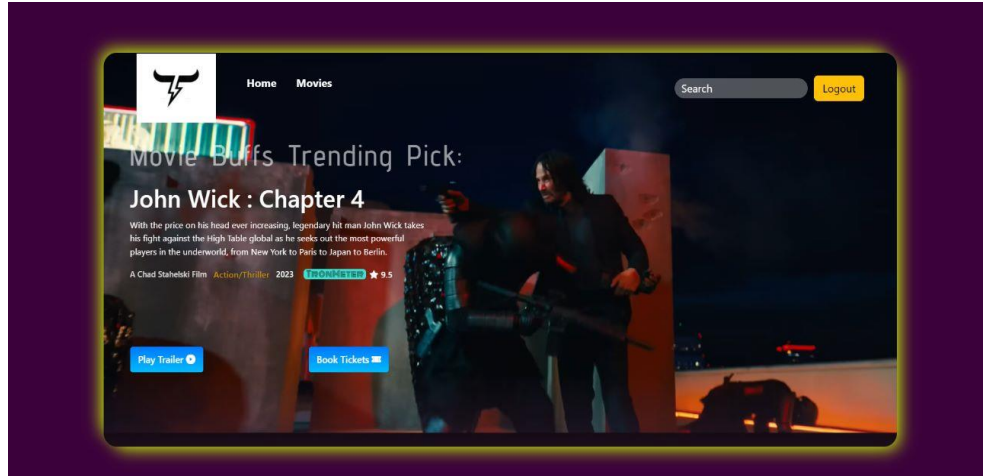 Home Movies
Search
Logout
Movie Buffs Trending Pick:
John Wick : Chapter 4
With the price on his head ever increasing, legendary hit man John Wick takes
his fight against the High Table global as he seeks out the most powerful
players in the underworld, from New York to Paris to Japan to Berlin.
A Chad Stahelski Film Action/Thriller 2023 TRONMETER 9.5
Play Trailer
Book Tickets